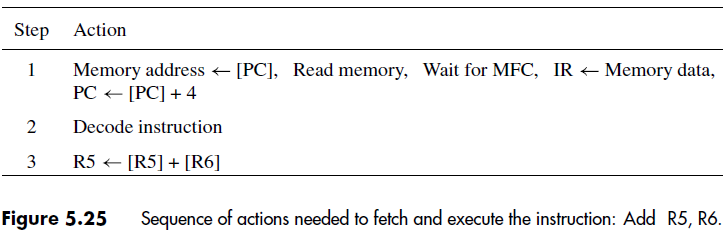 Step Action
1 Memory address ← [PC], Read memory, Wait for MFC, IR ← Memory data,
PC ← [PC] + 4
2 Decode instruction
3 R5 ← [R5] + [R6]
Figure 5.25 Sequence of actions needed to fetch and execute the instruction: Add R5, R6.